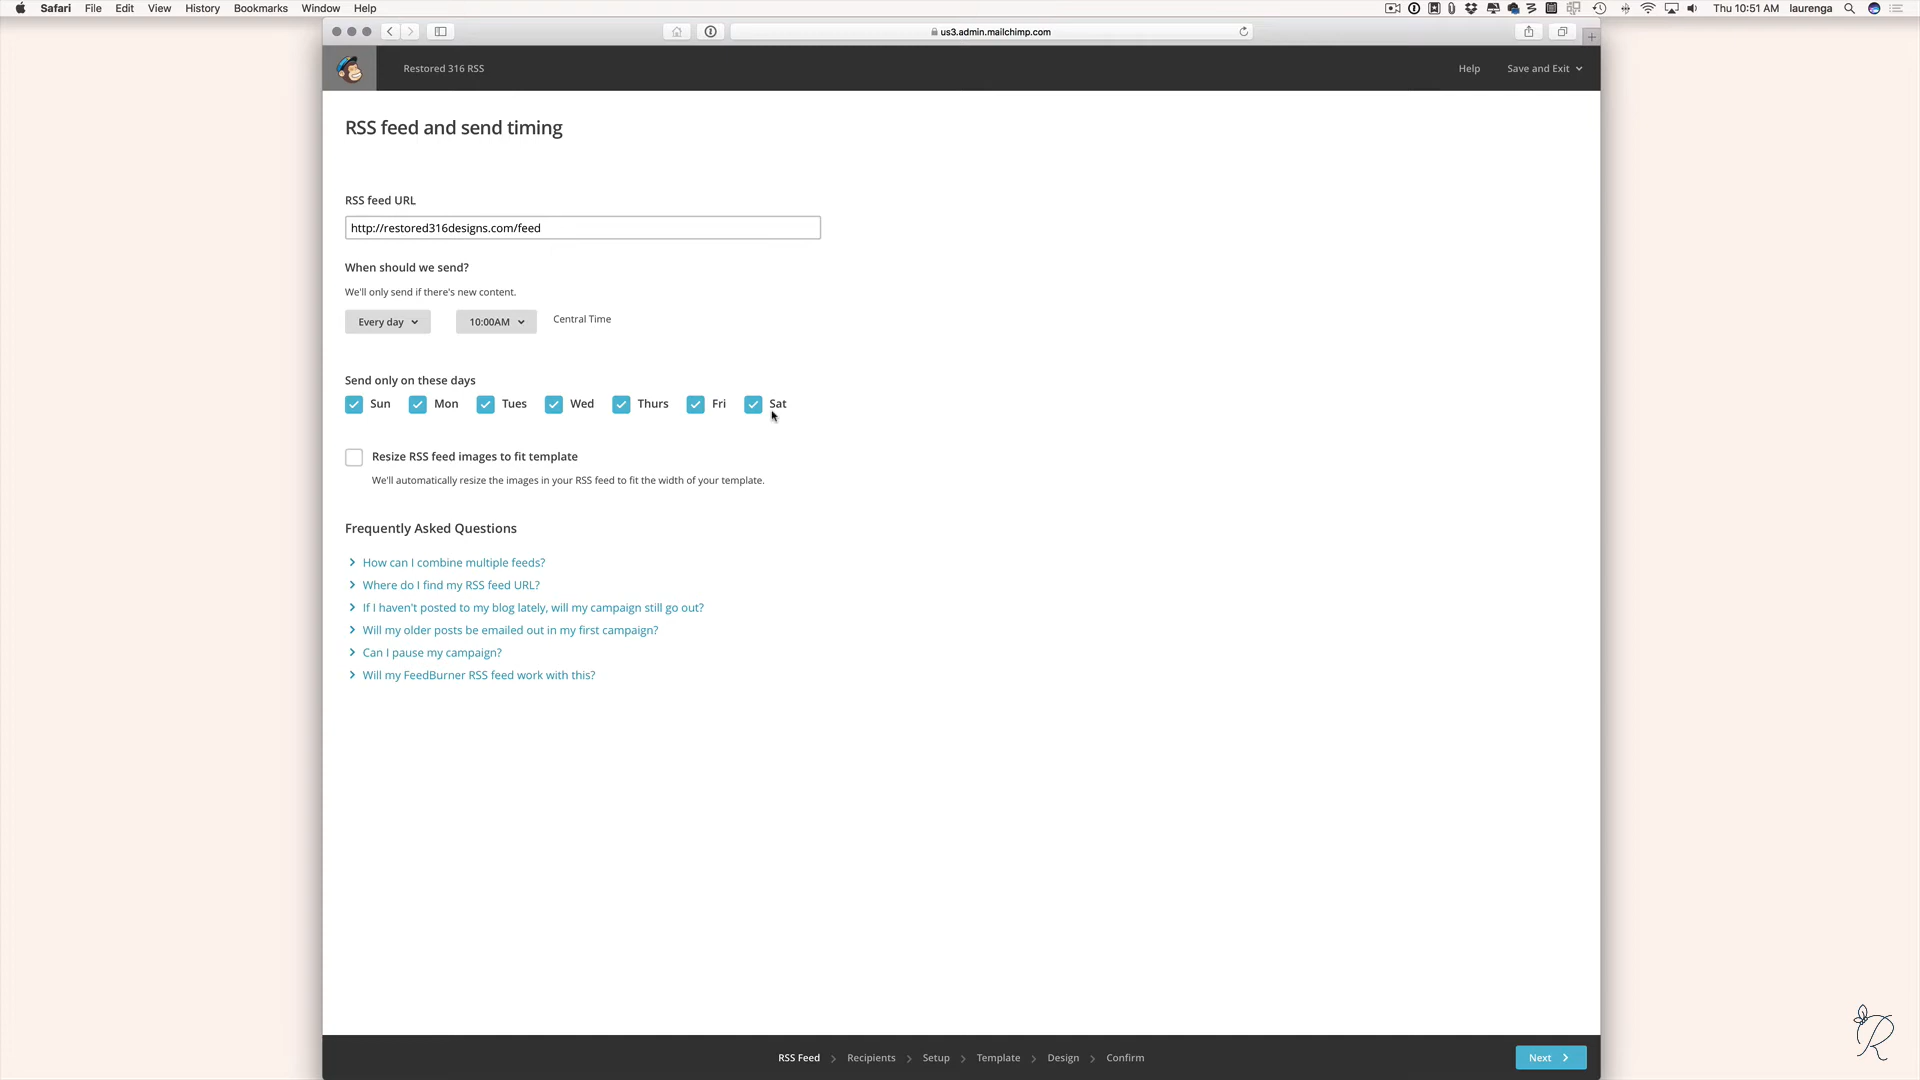 Safari File Edit View History Bookmarks Window Help
Thu 10:51 AM laurenga
us3.admin.mailchimp.com
Restored 316 RSS
Help Save and Exit
RSS feed and send timing
RSS feed URL
http://restored316designs.com/feed
When should we send?
We'll only send if there's new content.
Every day 10:00AM Central Time
Send only on these days
Sun Mon Tues Wed Thurs Fri Sat
Resize RSS feed images to fit template
We'll automatically resize the images in your RSS feed to fit the width of your template.
Frequently Asked Questions
How can I combine multiple feeds?
Where do I find my RSS feed URL?
If I haven't posted to my blog lately, will my campaign still go out?
Will my older posts be emailed out in my first campaign?
Can I pause my campaign?
Will my FeedBurner RSS feed work with this?
RSS Feed Recipients Setup Template Design Confirm
Next
R